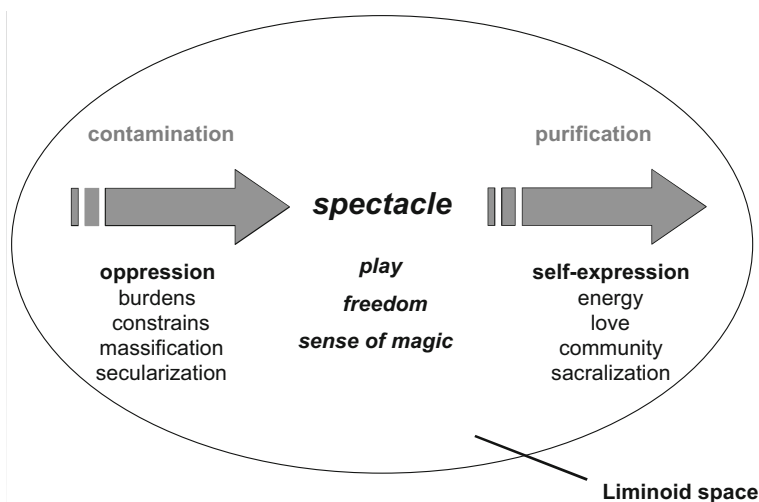 contamination
purification
spectacle
oppression
burdens
constrains
massification
secularization
play
freedom
sense of magic
self-expression
energy
love
community
sacralization
Liminoid space